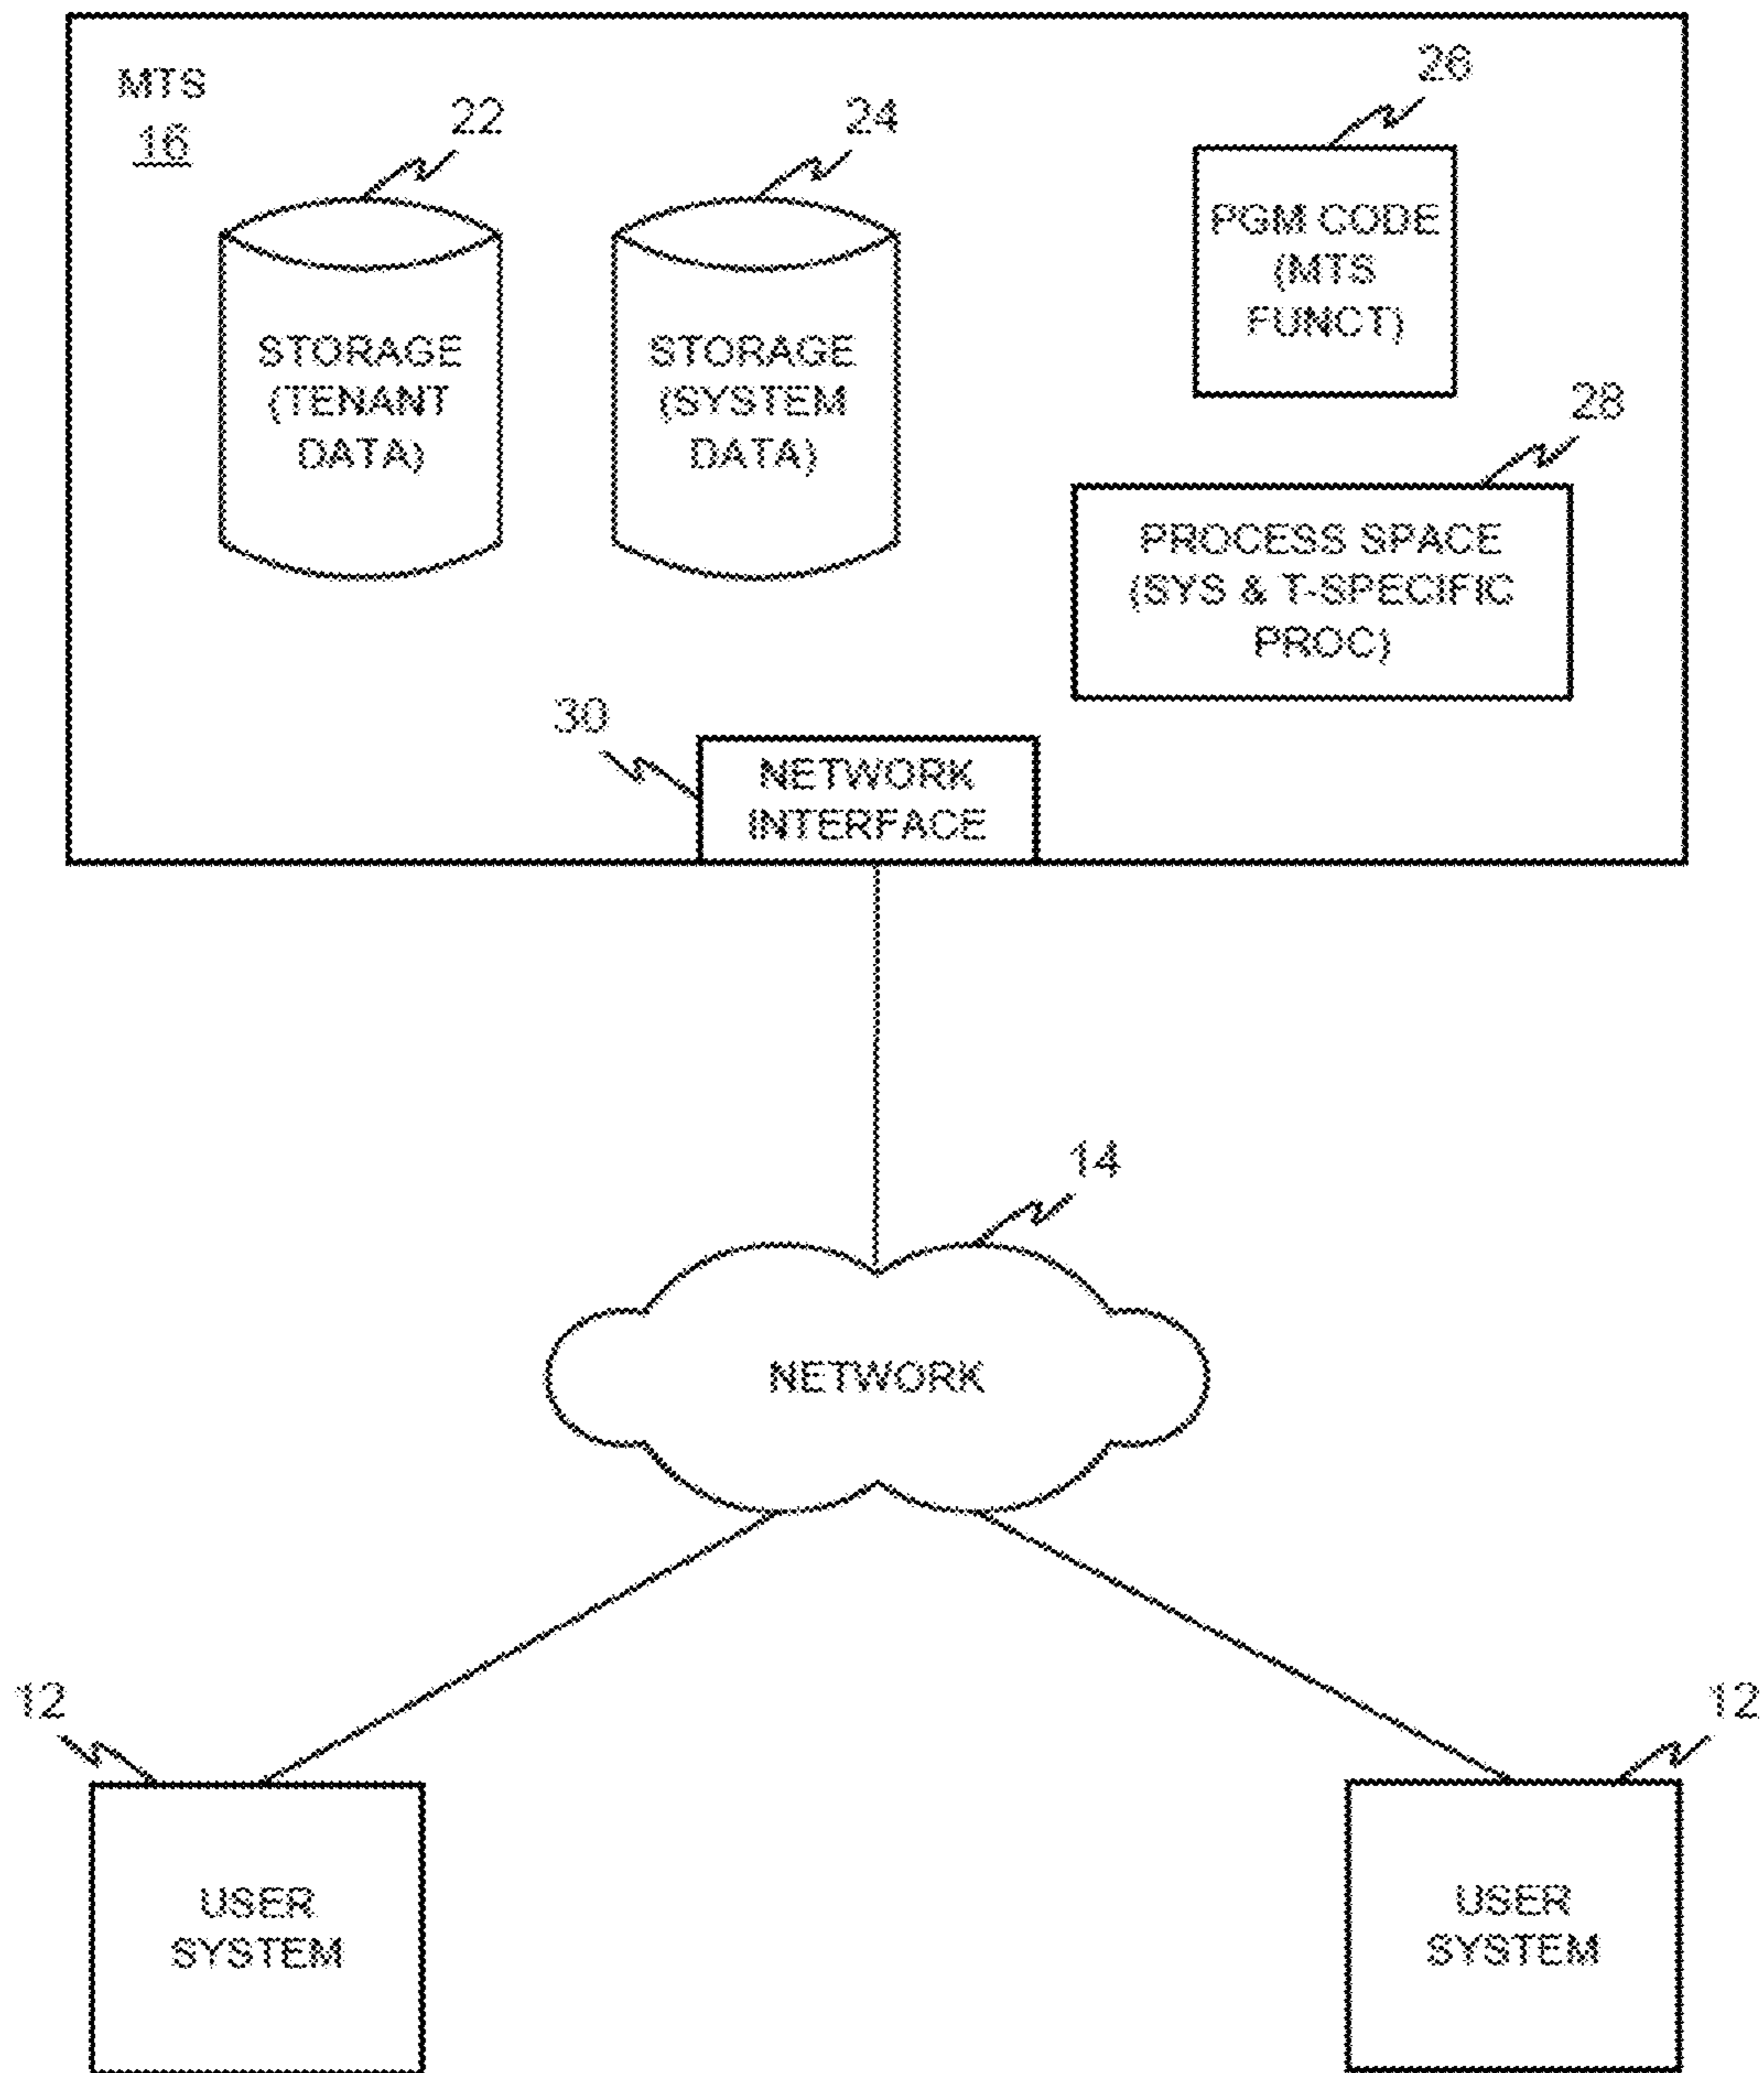 MTS
16
22
24
26
STORAGE
(TENANT
DATA)
STORAGE
(SYSTEM
DATA)
PGM CODE
(MTS
FUNCT)
28
PROCESS SPACE
(SYS & T-SPECIFIC
PROC)
30
NETWORK
INTERFACE
14
NETWORK
12
12
USER
SYSTEM
USER
SYSTEM